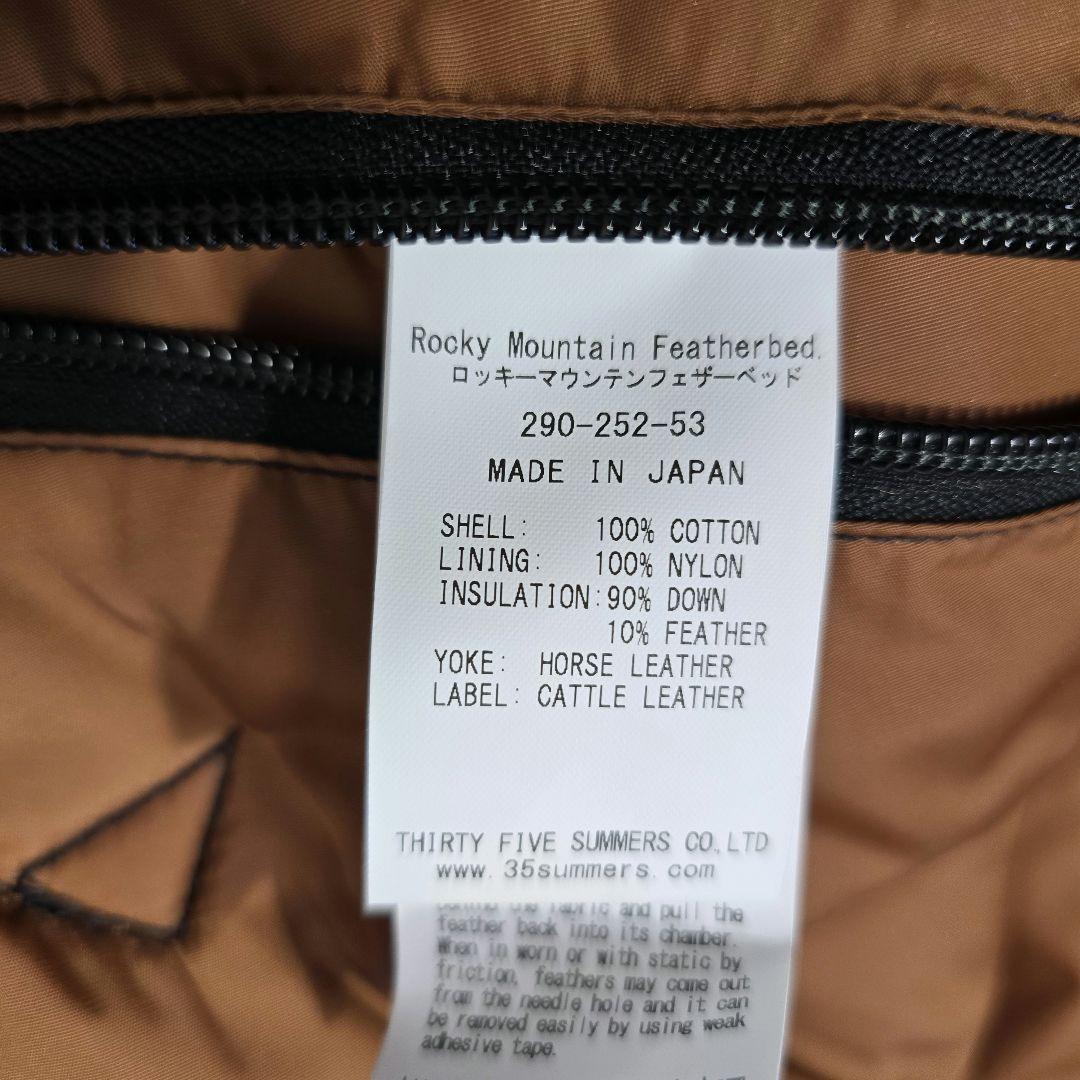 Rocky Mountain Featherbed.
ロッキーマウンテンフェザーベッド
290-252-53
MADE IN JAPAN
SHELL: 100% COTTON
LINING: 100% NYLON
INSULATION:90% DOWN
10% FEATHER
YOKE: HORSE LEATHER
LABEL: CATTLE LEATHER
THIRTY FIVE SUMMERS CO.,LTD
www.35summers.com
behind the fabric and pull the
feather back into its chamber.
When in worn or with static by
friction, feathers may come out
from the needle hole and it can
be removed easily by using weak
adhesive tape.